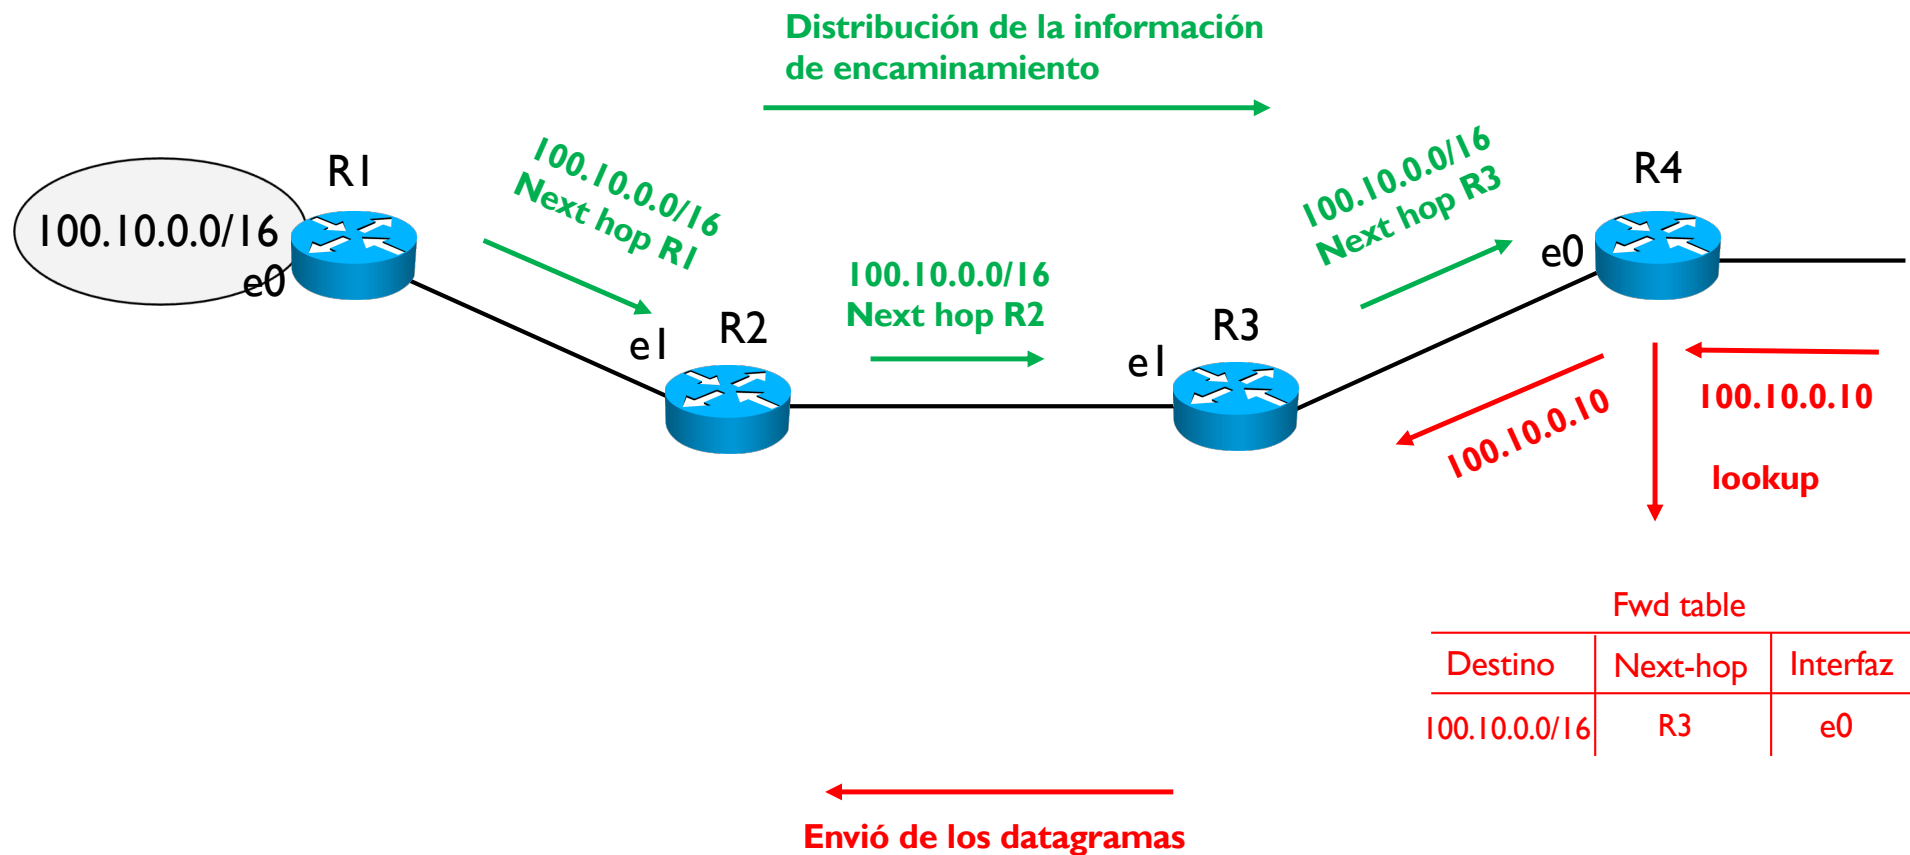 Distribución de la información
de encaminamiento
R1
100.10.0.0/16
e0
100.10.0.0/16
Next hop R1
e1
R2
100.10.0.0/16
Next hop R2
e1
R3
100.10.0.0/16
Next hop R3
R4
e0
100.10.0.10
100.10.0.10
lookup
Fwd table
Destino Next-hop Interfaz
100.10.0.0/16 R3 e0
Envió de los datagramas